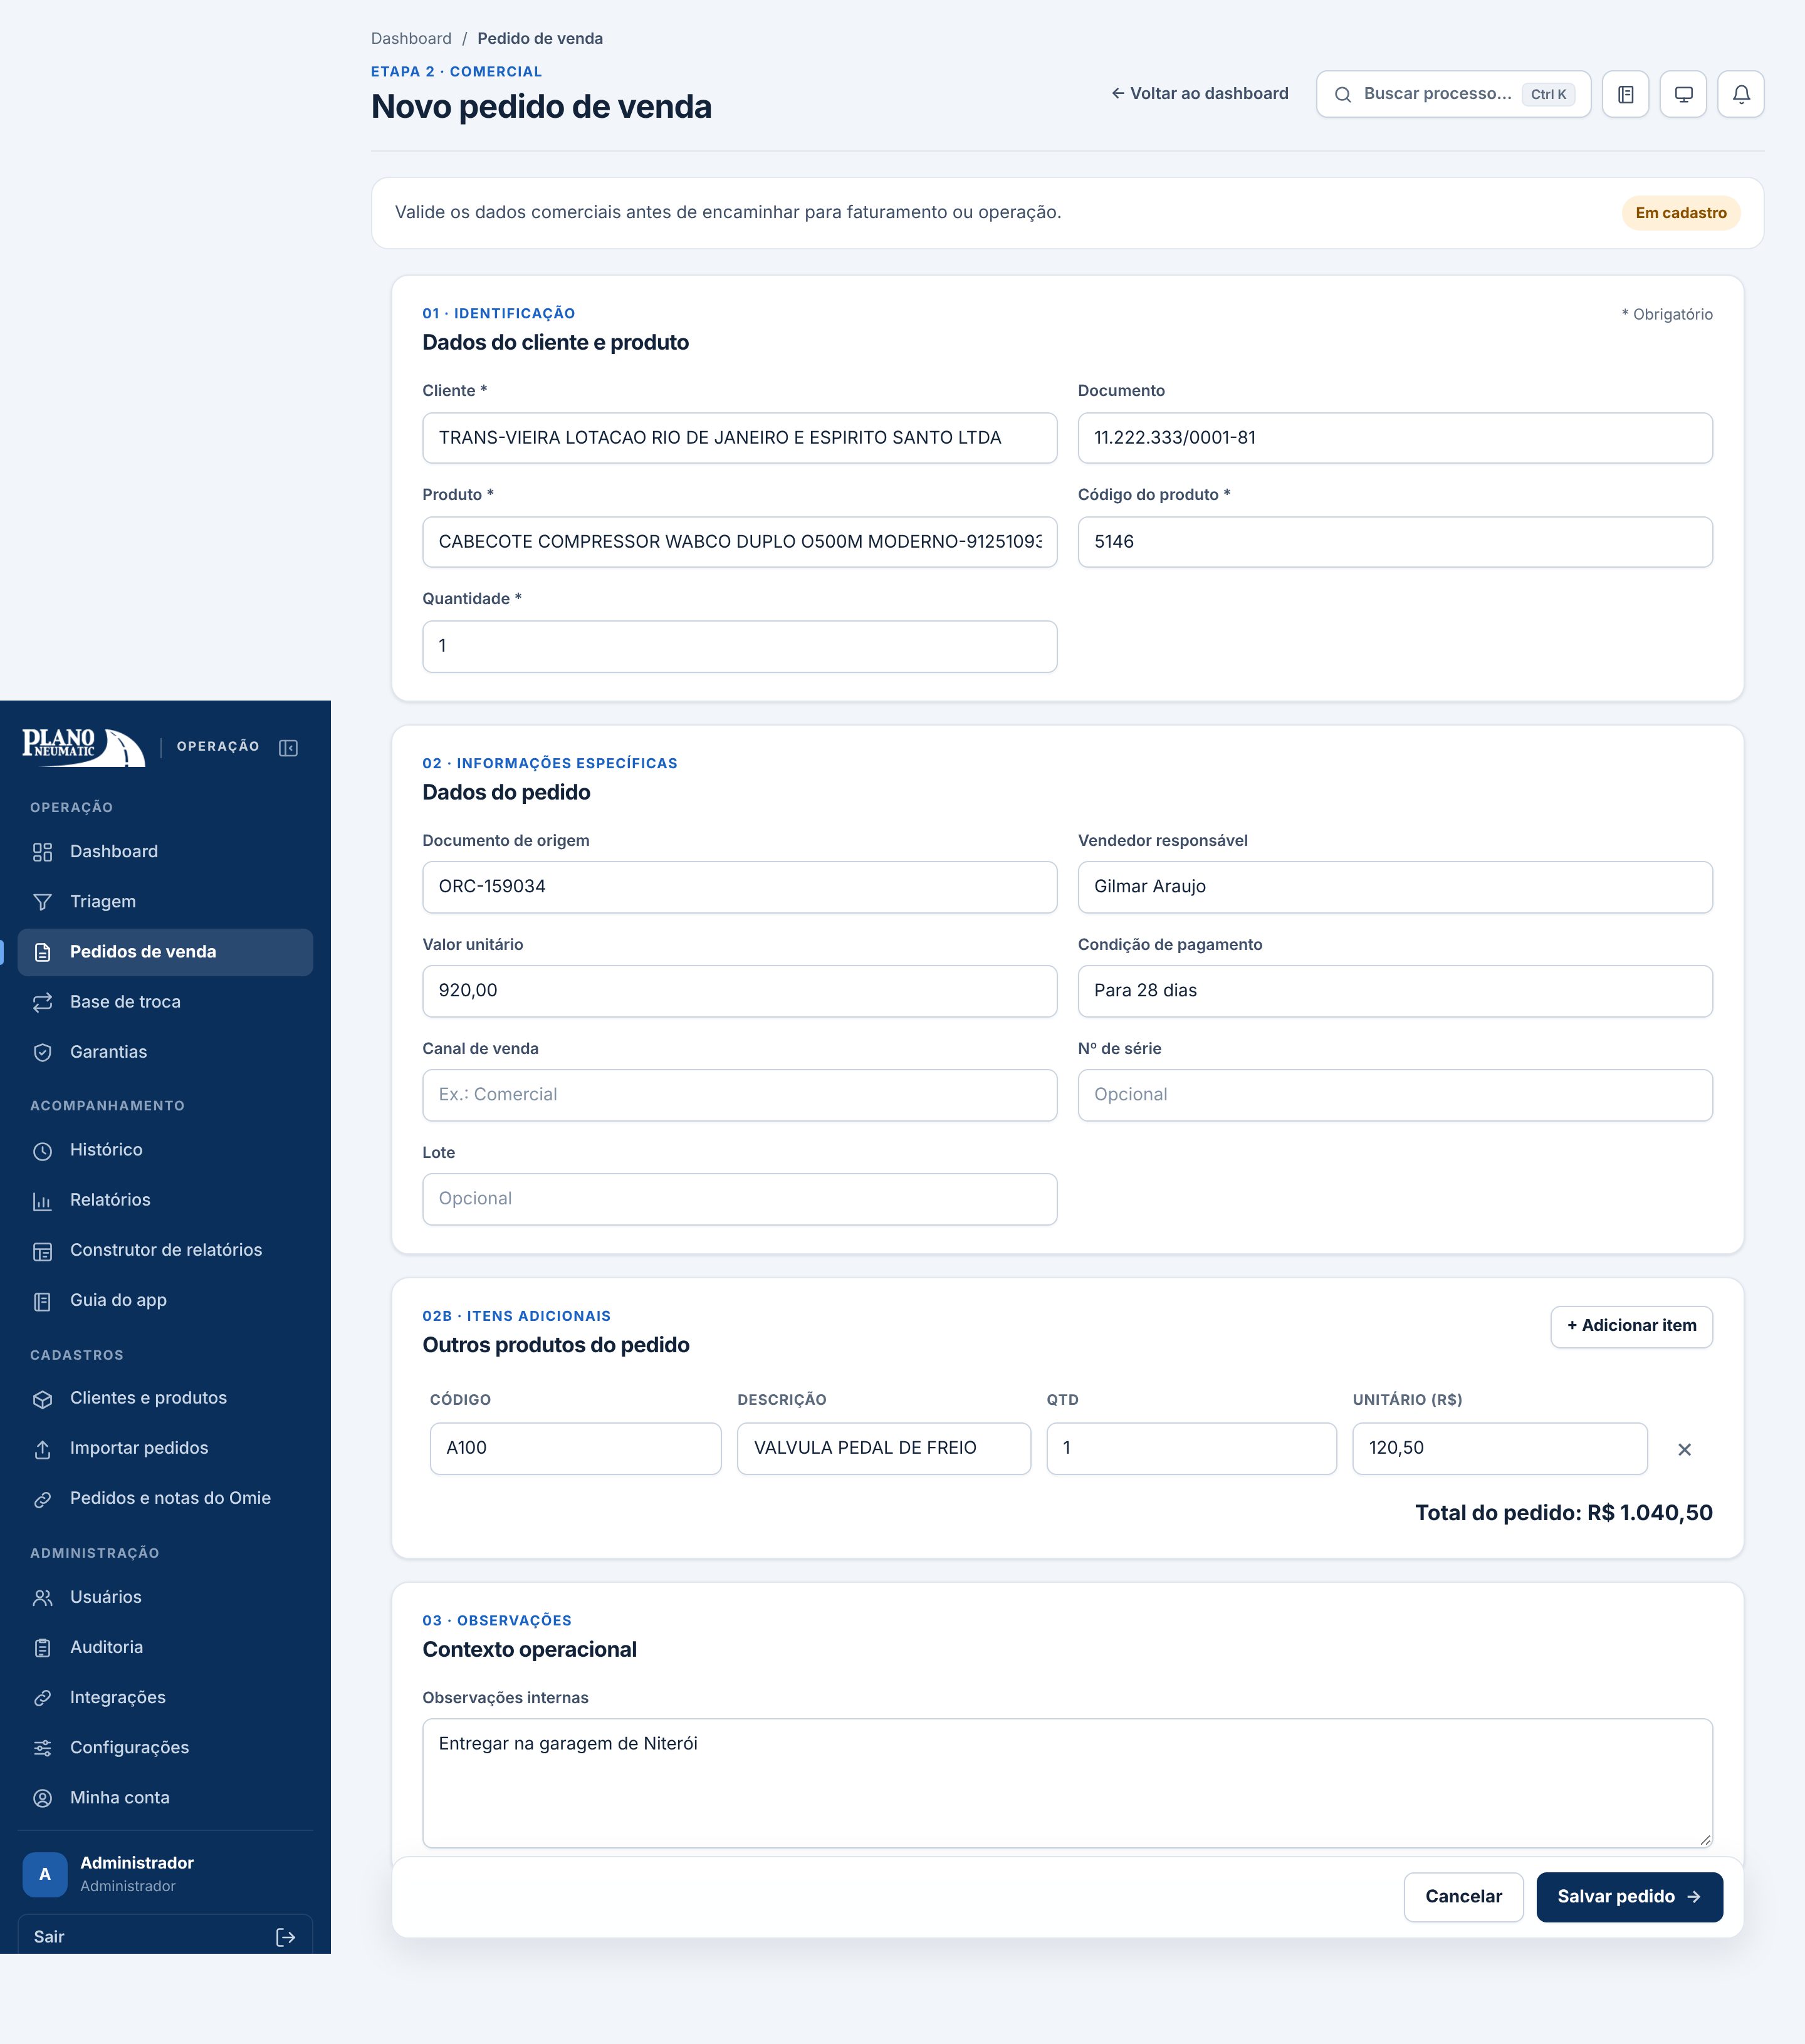 Dashboard / Pedido de venda
ETAPA 2 · COMERCIAL
Novo pedido de venda
← Voltar ao dashboard
Buscar processo... Ctrl K
Valide os dados comerciais antes de encaminhar para faturamento ou operação.
Em cadastro
01 · IDENTIFICAÇÃO
* Obrigatório
Dados do cliente e produto
Cliente *
Documento
TRANS-VIEIRA LOTACAO RIO DE JANEIRO E ESPIRITO SANTO LTDA
11.222.333/0001-81
Produto *
Código do produto *
CABECOTE COMPRESSOR WABCO DUPLO O500M MODERNO-91251093
5146
Quantidade *
1
02 · INFORMAÇÕES ESPECÍFICAS
Dados do pedido
Documento de origem
Vendedor responsável
ORC-159034
Gilmar Araujo
Valor unitário
Condição de pagamento
920,00
Para 28 dias
Canal de venda
Nº de série
Ex.: Comercial
Opcional
Lote
Opcional
02B · ITENS ADICIONAIS
Outros produtos do pedido
+ Adicionar item
CÓDIGO DESCRIÇÃO QTD UNITÁRIO (R$)
A100 VALVULA PEDAL DE FREIO 1 120,50 ×
Total do pedido: R$ 1.040,50
03 · OBSERVAÇÕES
Contexto operacional
Observações internas
Entregar na garagem de Niterói
Cancelar
Salvar pedido →
PLANO
NEUMATIC
OPERAÇÃO
OPERAÇÃO
Dashboard
Triagem
Pedidos de venda
Base de troca
Garantias
ACOMPANHAMENTO
Histórico
Relatórios
Construtor de relatórios
Guia do app
CADASTROS
Clientes e produtos
Importar pedidos
Pedidos e notas do Omie
ADMINISTRAÇÃO
Usuários
Auditoria
Integrações
Configurações
Minha conta
A
Administrador
Administrador
Sair